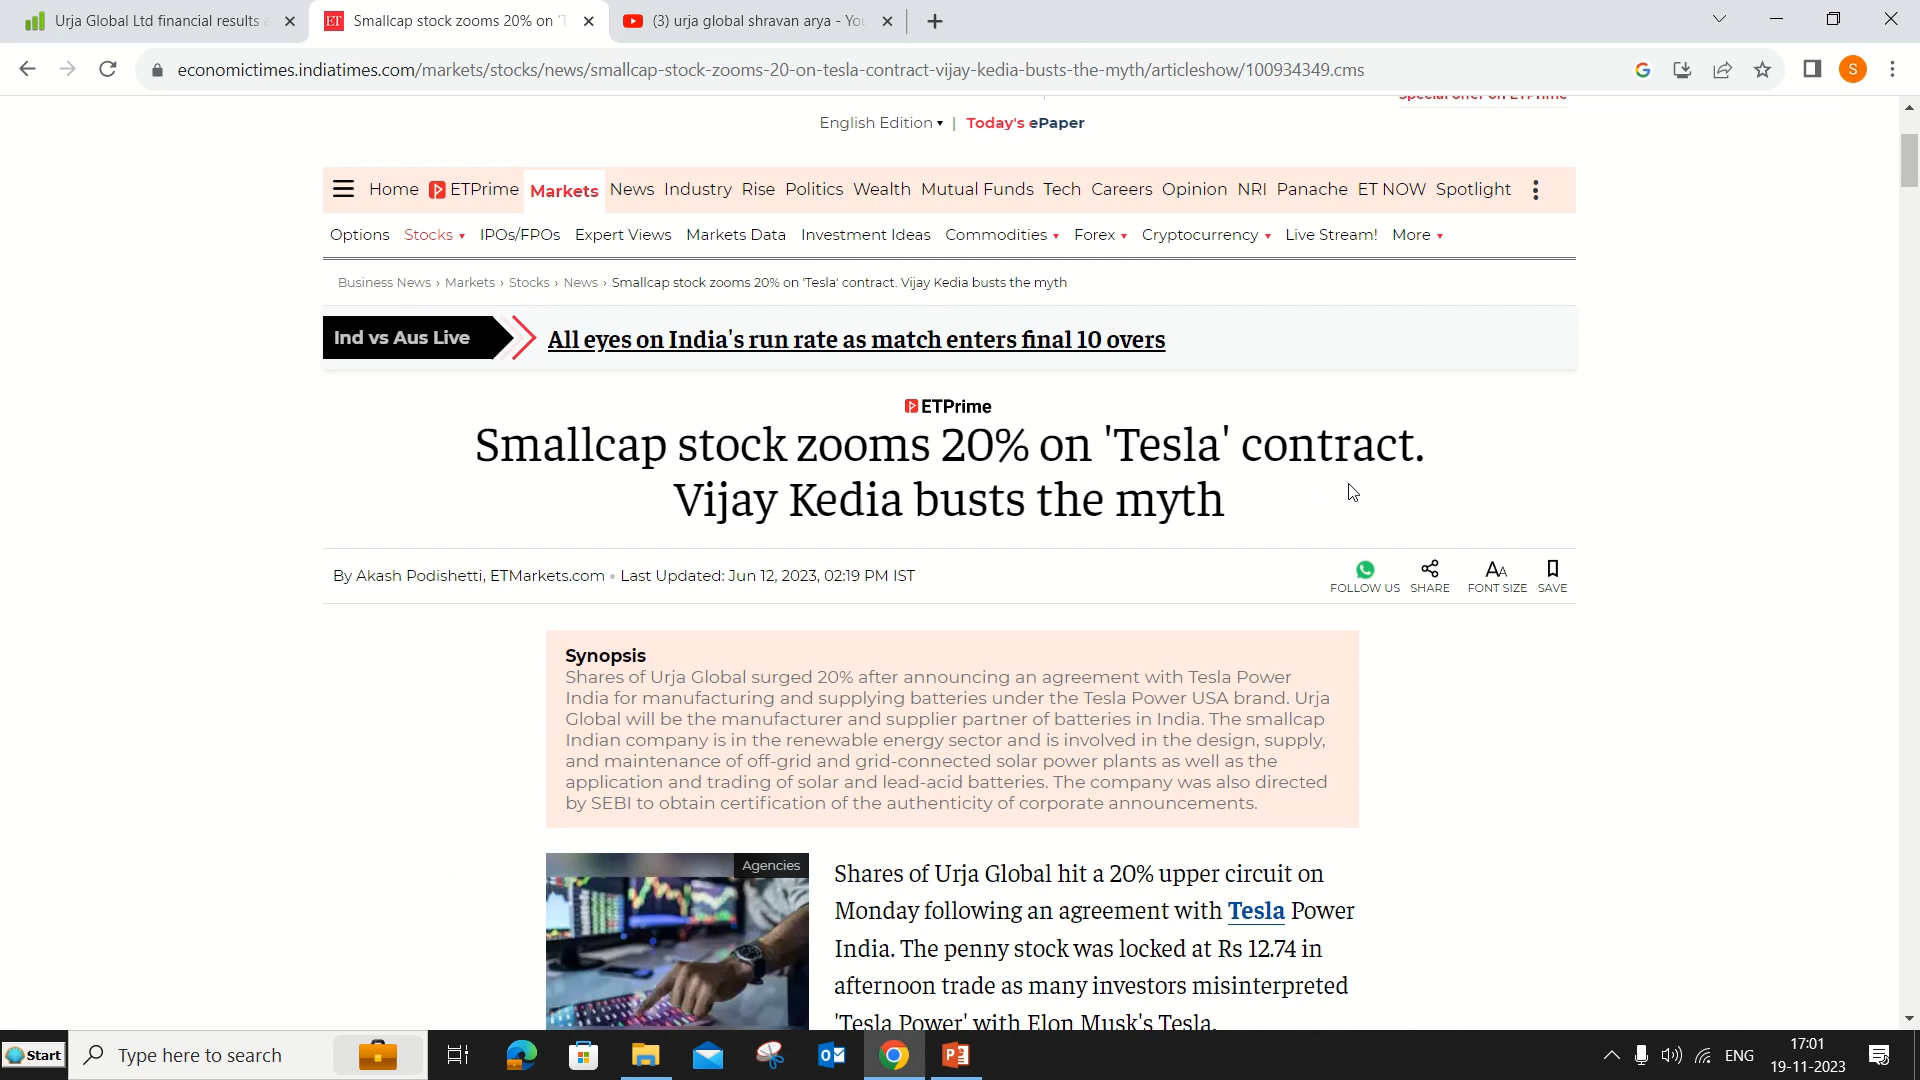 Urja Global Ltd financial results a
Smallcap stock zooms 20% on 'T
(3) urja global shravan arya - You
economictimes.indiatimes.com/markets/stocks/news/smallcap-stock-zooms-20-on-tesla-contract-vijay-kedia-busts-the-myth/articleshow/100934349.cms
S
Special offer on ETPrime
English Edition | Today's ePaper
Home ETPrime Markets News Industry Rise Politics Wealth Mutual Funds Tech Careers Opinion NRI Panache ET NOW Spotlight
Options Stocks IPOs/FPOs Expert Views Markets Data Investment Ideas Commodities Forex Cryptocurrency Live Stream! More
Business News › Markets › Stocks › News › Smallcap stock zooms 20% on 'Tesla' contract. Vijay Kedia busts the myth
Ind vs Aus Live All eyes on India's run rate as match enters final 10 overs
ETPrime
Smallcap stock zooms 20% on 'Tesla' contract.
Vijay Kedia busts the myth
By Akash Podishetti, ETMarkets.com • Last Updated: Jun 12, 2023, 02:19 PM IST
FOLLOW US SHARE FONT SIZE SAVE
Synopsis
Shares of Urja Global surged 20% after announcing an agreement with Tesla Power
India for manufacturing and supplying batteries under the Tesla Power USA brand. Urja
Global will be the manufacturer and supplier partner of batteries in India. The smallcap
Indian company is in the renewable energy sector and is involved in the design, supply,
and maintenance of off-grid and grid-connected solar power plants as well as the
application and trading of solar and lead-acid batteries. The company was also directed
by SEBI to obtain certification of the authenticity of corporate announcements.
Agencies
Shares of Urja Global hit a 20% upper circuit on
Monday following an agreement with Tesla Power
India. The penny stock was locked at Rs 12.74 in
afternoon trade as many investors misinterpreted
'Tesla Power' with Elon Musk's Tesla.
Start
Type here to search
ENG
17:01
19-11-2023